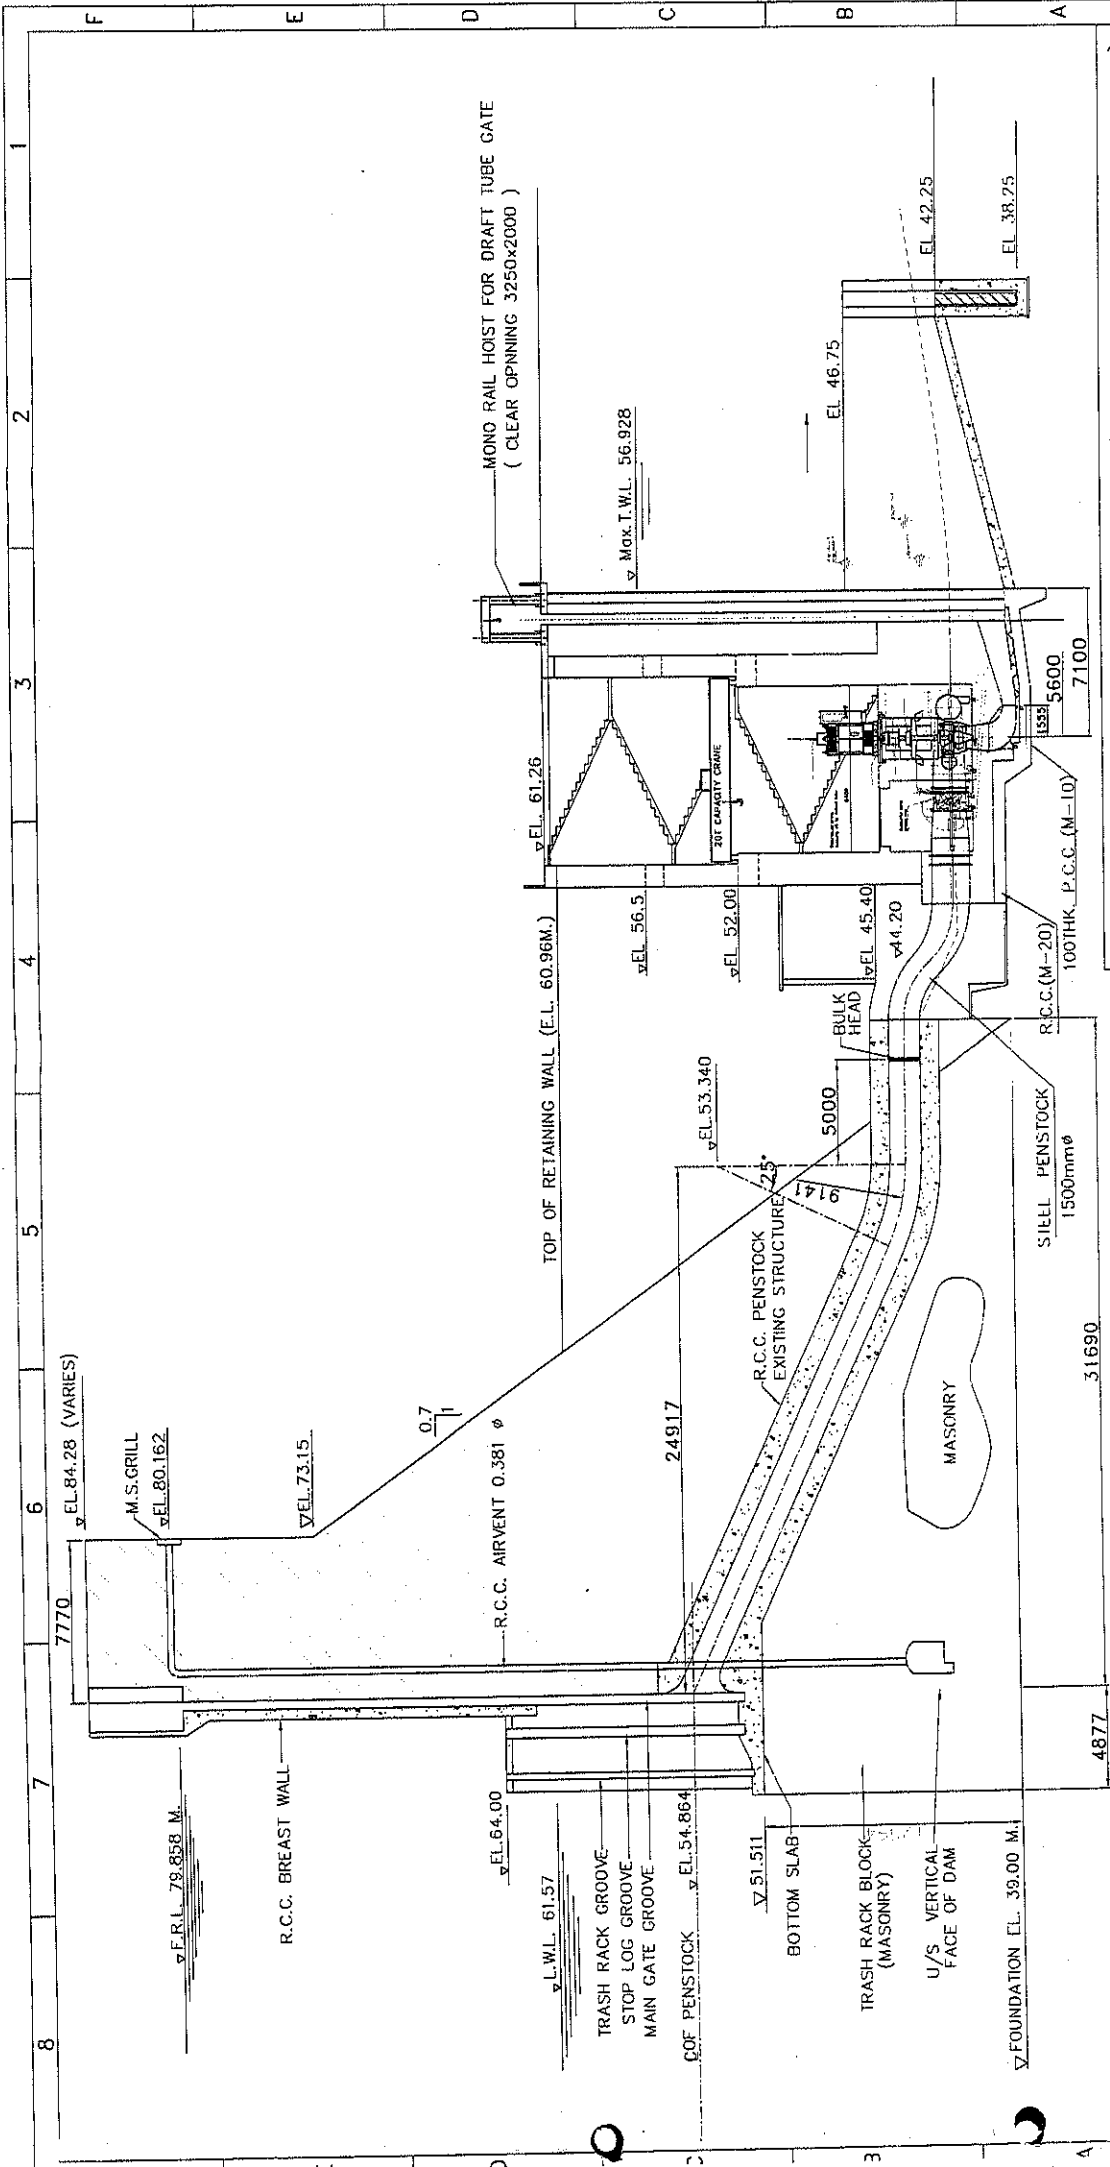 8
7
6
5
4
3
2
1
F
E
D
C
B
A
7770
EL.84.28 (VARIES)
M.S.GRILL
EL.80.162
EL.73.15
F.R.L. 79.858 M.
R.C.C. BREAST WALL
0.7
1
R.C.C. AIRVENT 0.381 ø
EL.64.00
L.W.L. 61.57
TRASH RACK GROOVE
STOP LOG GROOVE
MAIN GATE GROOVE
COF PENSTOCK
EL.54.864
51.511
BOTTOM SLAB
TRASH RACK BLOCK
(MASONRY)
U/S VERTICAL
FACE OF DAM
FOUNDATION EL. 39.00 M.
4877
31690
MASONRY
24917
R.C.C. PENSTOCK
EXISTING STRUCTURE
25°
9141
EL.53.340
5000
BULK
HEAD
STEEL PENSTOCK
1500mmø
TOP OF RETAINING WALL (E.L. 60.96M.)
EL. 61.26
EL 56.5
EL 52.00
EL 45.40
44.20
R.C.C.(M-20)
100THK. P.C.C (M-10)
20T CAPACITY CRANE
1555
5600
7100
MONO RAIL HOIST FOR DRAFT TUBE GATE
( CLEAR OPNNING 3250x2000 )
Max.T.W.L. 56.928
EL 46.75
EL 42.25
EL 38.25
C
B
A